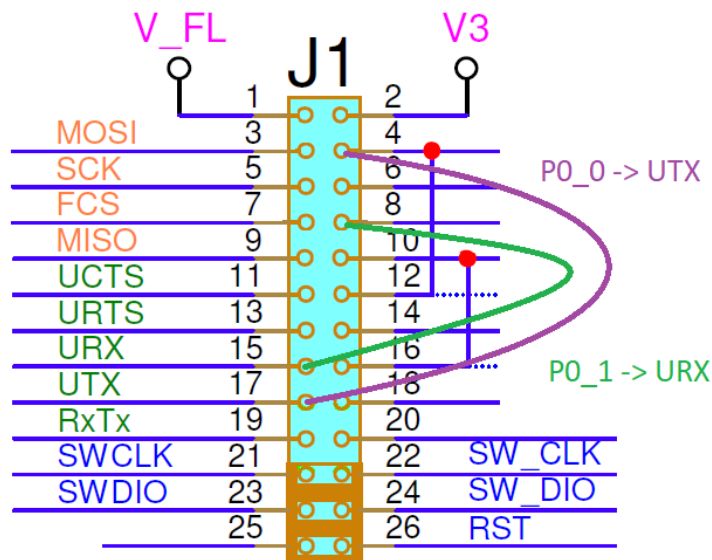 V_FL J1 V3
1 2
MOSI 3 4
SCK 5 6 P0_0 -> UTX
FCS 7 8
MISO 9 10
UCTS 11 12
URTS 13 14
URX 15 16 P0_1 -> URX
UTX 17 18
RxTx 19 20
SWCLK 21 22 SW_CLK
SWDIO 23 24 SW_DIO
25 26 RST